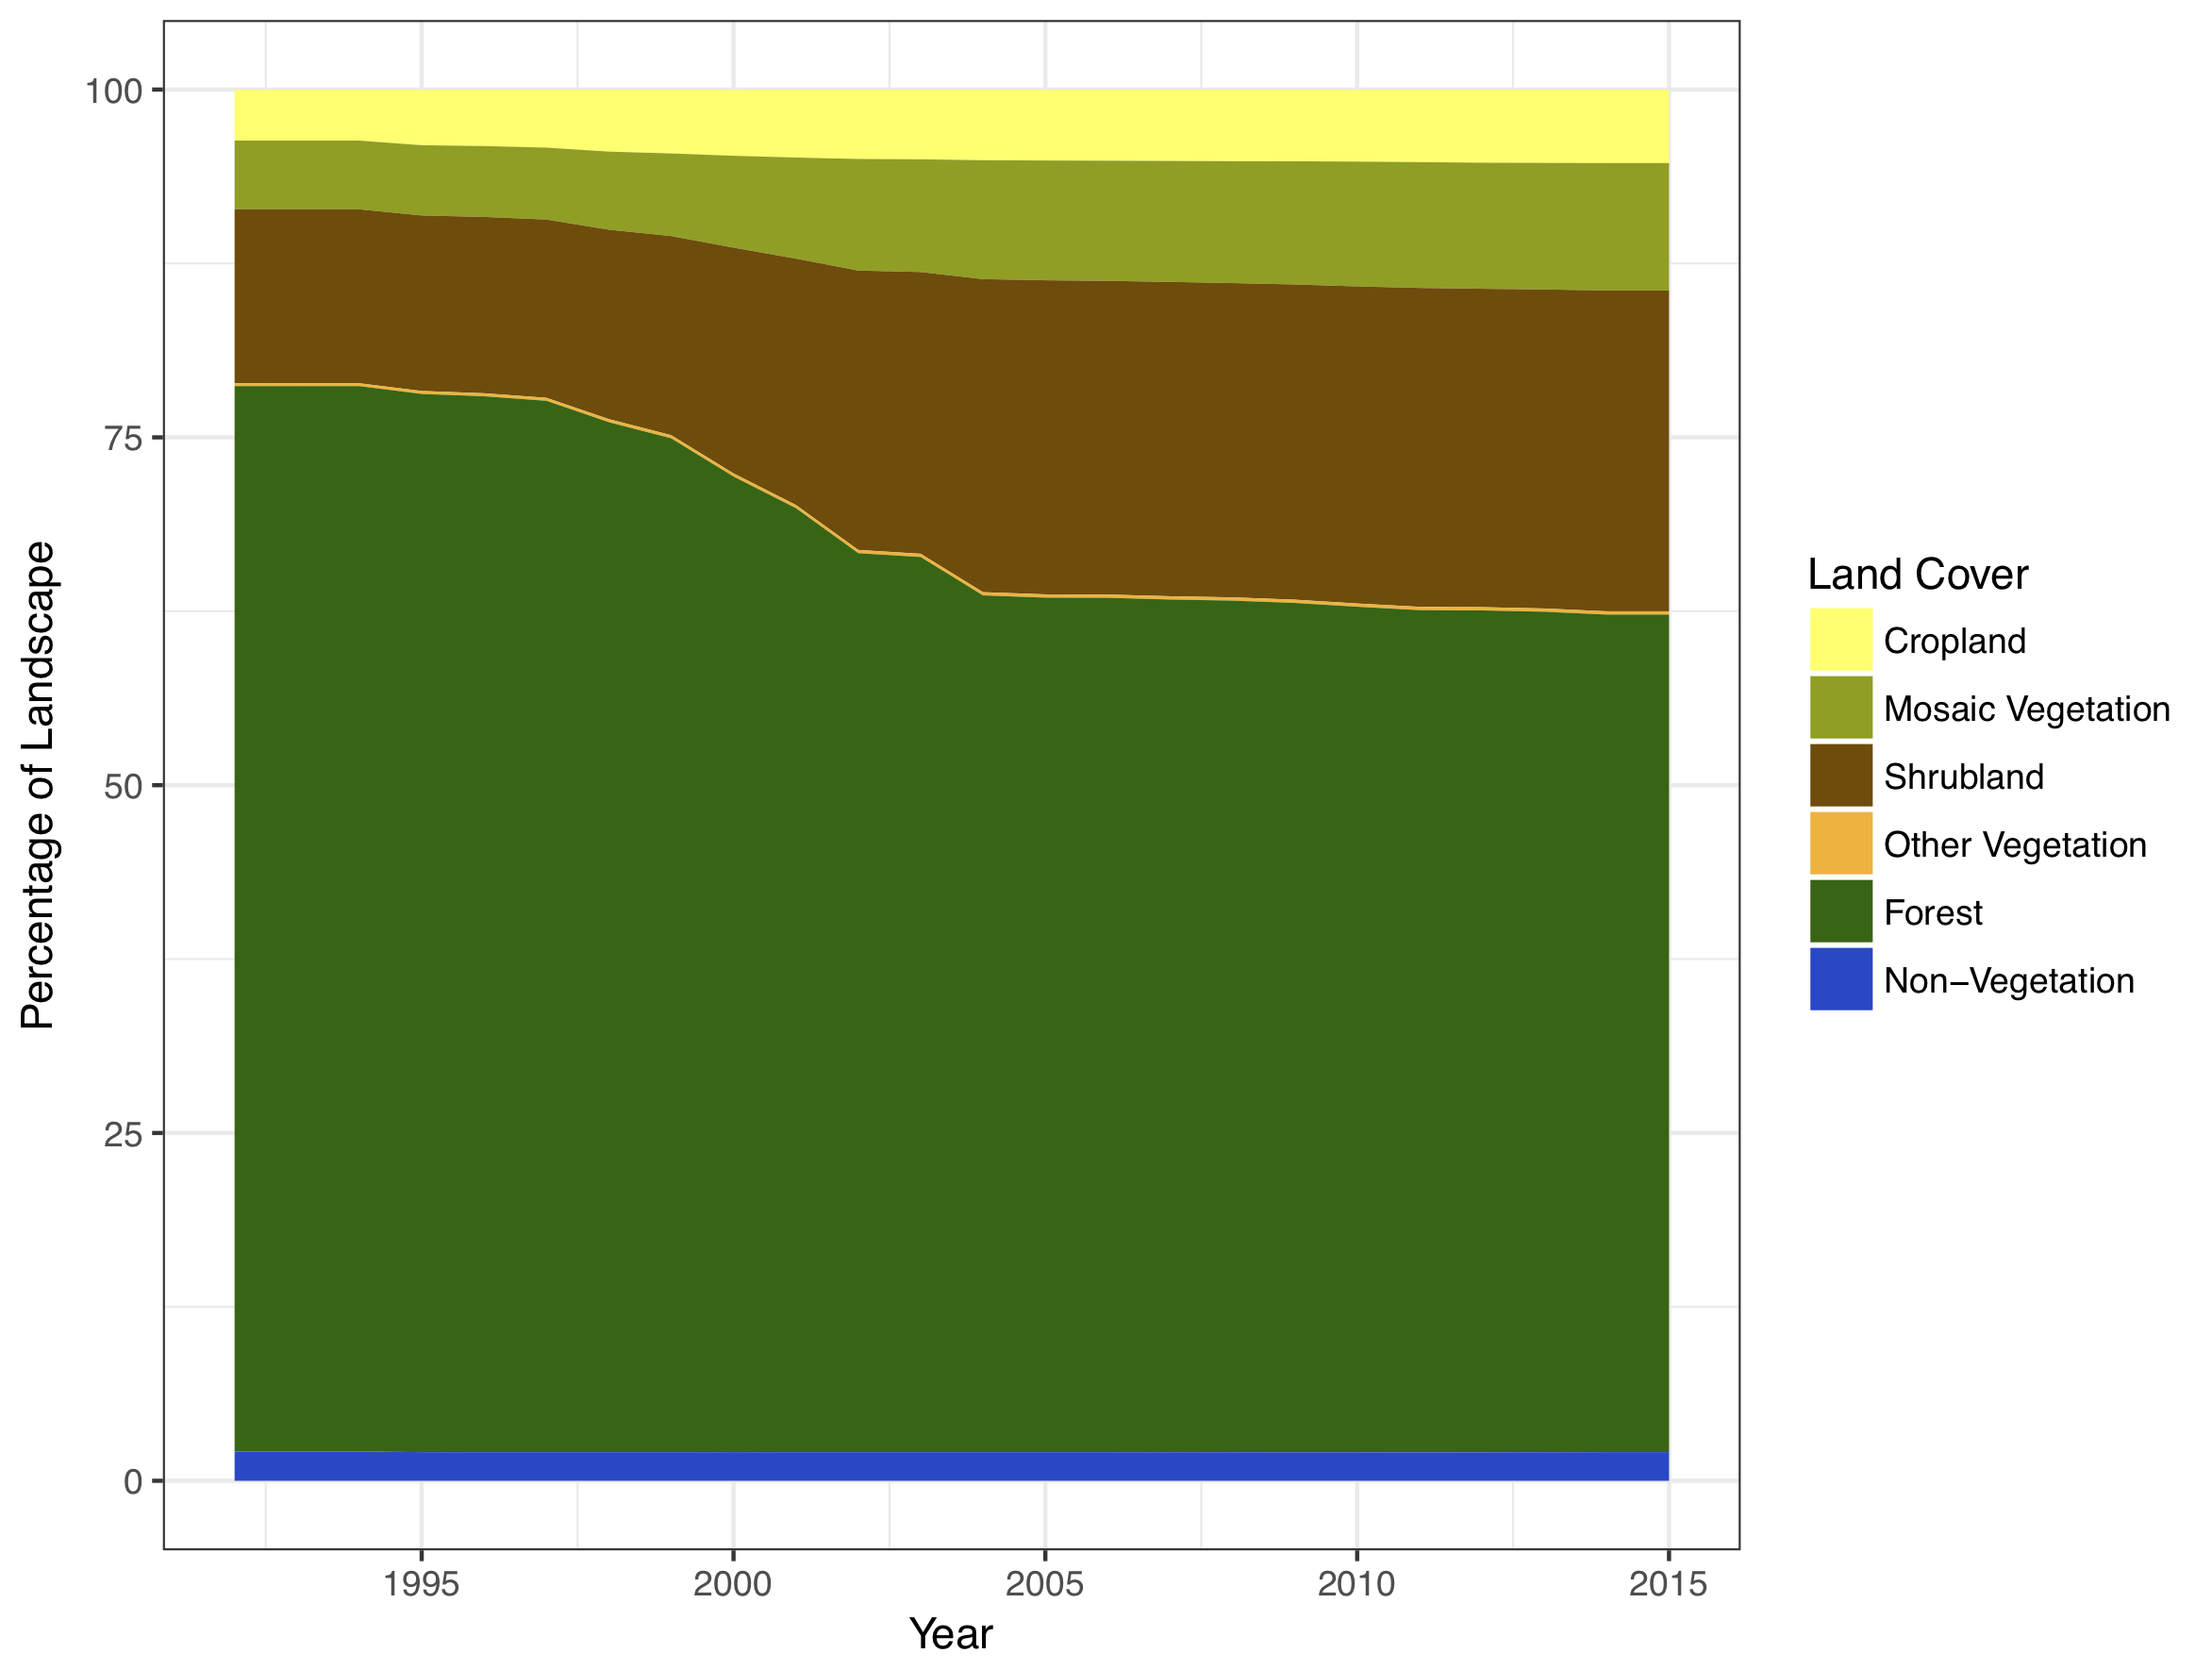 100
75
50
25
0
Percentage of Landscape
1995 2000 2005 2010 2015
Year
Land Cover
Cropland
Mosaic Vegetation
Shrubland
Other Vegetation
Forest
Non−Vegetation